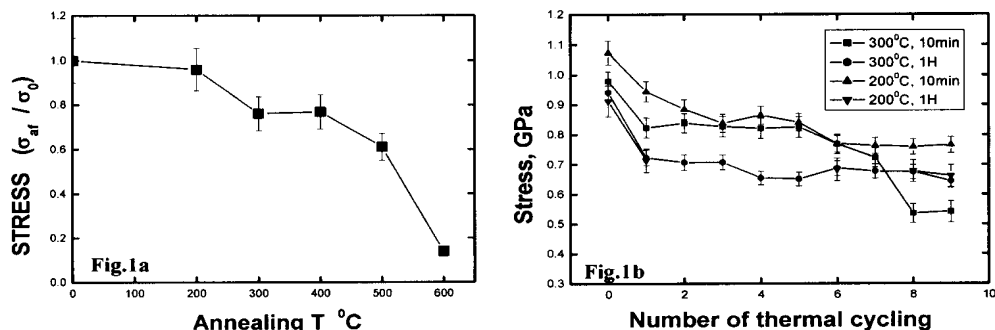 STRESS (σaf / σ0)
1.0
0.8
0.6
0.4
0.2
0.0
Fig.1a
0 100 200 300 400 500 600
Annealing T °C
Stress, GPa
1.2
1.1
1.0
0.9
0.8
0.7
0.6
0.5
0.4
0.3
300°C, 10min
300°C, 1H
200°C, 10min
200°C, 1H
Fig.1b
0 2 4 6 8 10
Number of thermal cycling